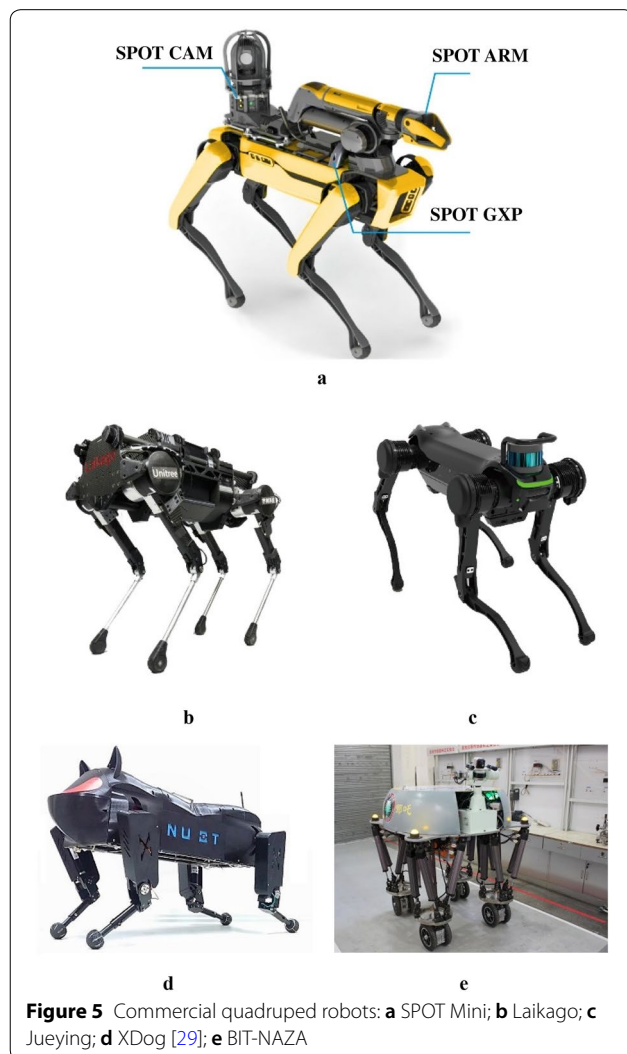 SPOT CAM
SPOT ARM
SPOT GXP
a
Unitree
b
c
NU T
d
e
Figure 5 Commercial quadruped robots: a SPOT Mini; b Laikago; c
Jueying; d XDog [29]; e BIT-NAZA